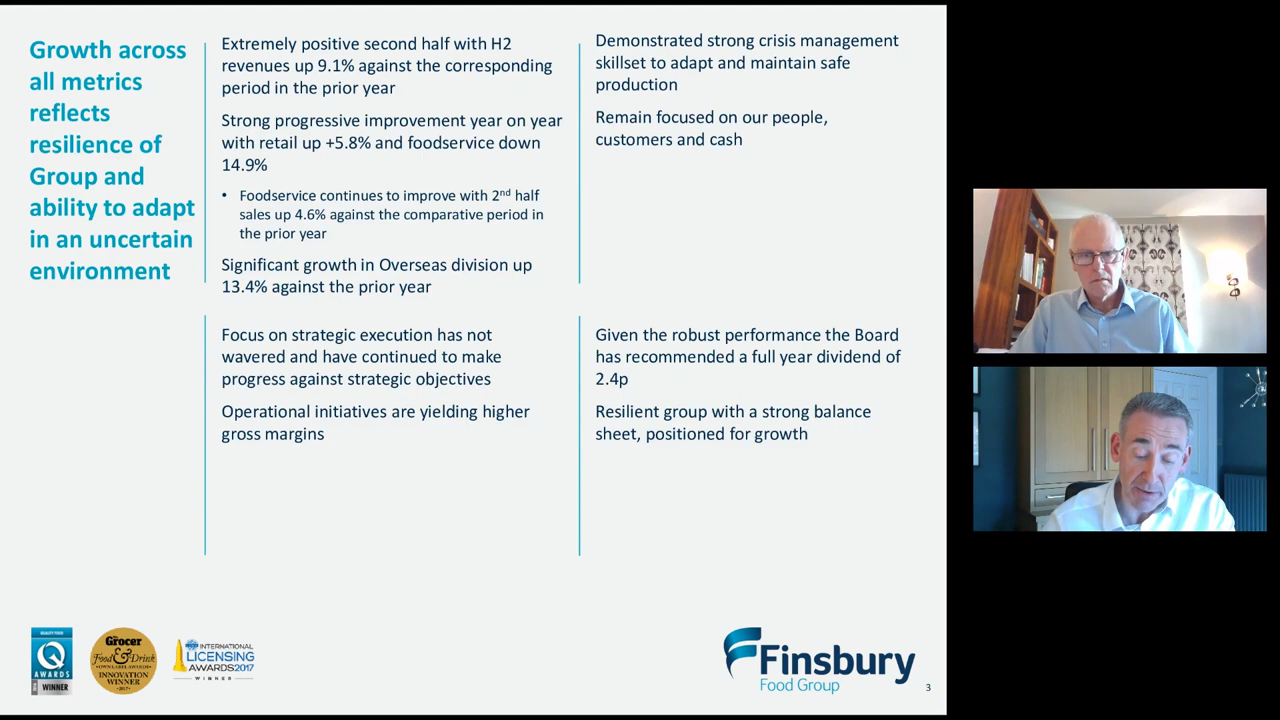 Growth across
all metrics
reflects
resilience of
Group and
ability to adapt
in an uncertain
environment
Extremely positive second half with H2
revenues up 9.1% against the corresponding
period in the prior year
Strong progressive improvement year on year
with retail up +5.8% and foodservice down
14.9%
• Foodservice continues to improve with 2nd half
sales up 4.6% against the comparative period in
the prior year
Significant growth in Overseas division up
13.4% against the prior year
Demonstrated strong crisis management
skillset to adapt and maintain safe
production
Remain focused on our people,
customers and cash
Focus on strategic execution has not
wavered and have continued to make
progress against strategic objectives
Operational initiatives are yielding higher
gross margins
Given the robust performance the Board
has recommended a full year dividend of
2.4p
Resilient group with a strong balance
sheet, positioned for growth
QUALITY FOOD
Q
AWARDS
WINNER
The Grocer
Food & Drink
OWN LABEL AWARDS
INNOVATION
WINNER
2017
INTERNATIONAL
LICENSING
AWARDS2017
WINNER
Finsbury
Food Group
3